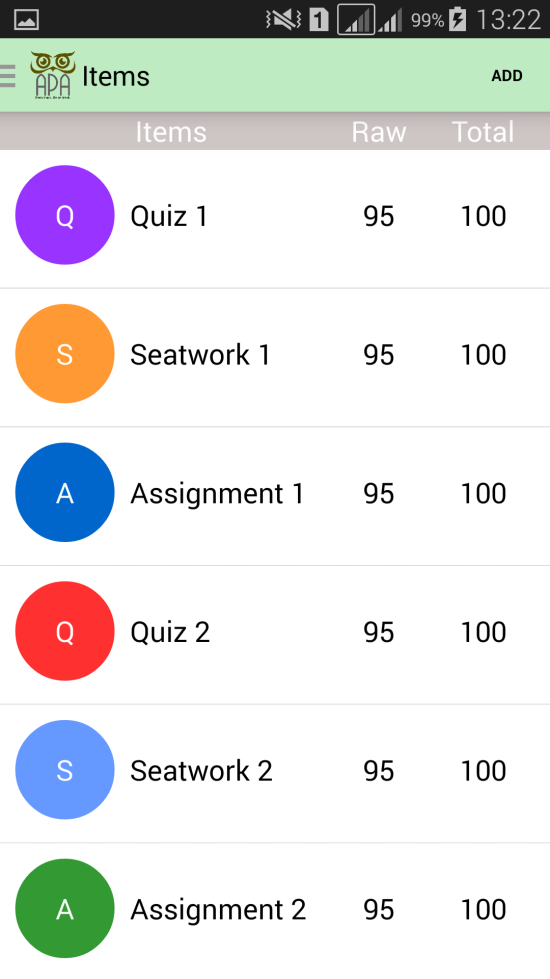 1 99% 13:22
APA Items ADD
Items Raw Total
Q Quiz 1 95 100
S Seatwork 1 95 100
A Assignment 1 95 100
Q Quiz 2 95 100
S Seatwork 2 95 100
A Assignment 2 95 100